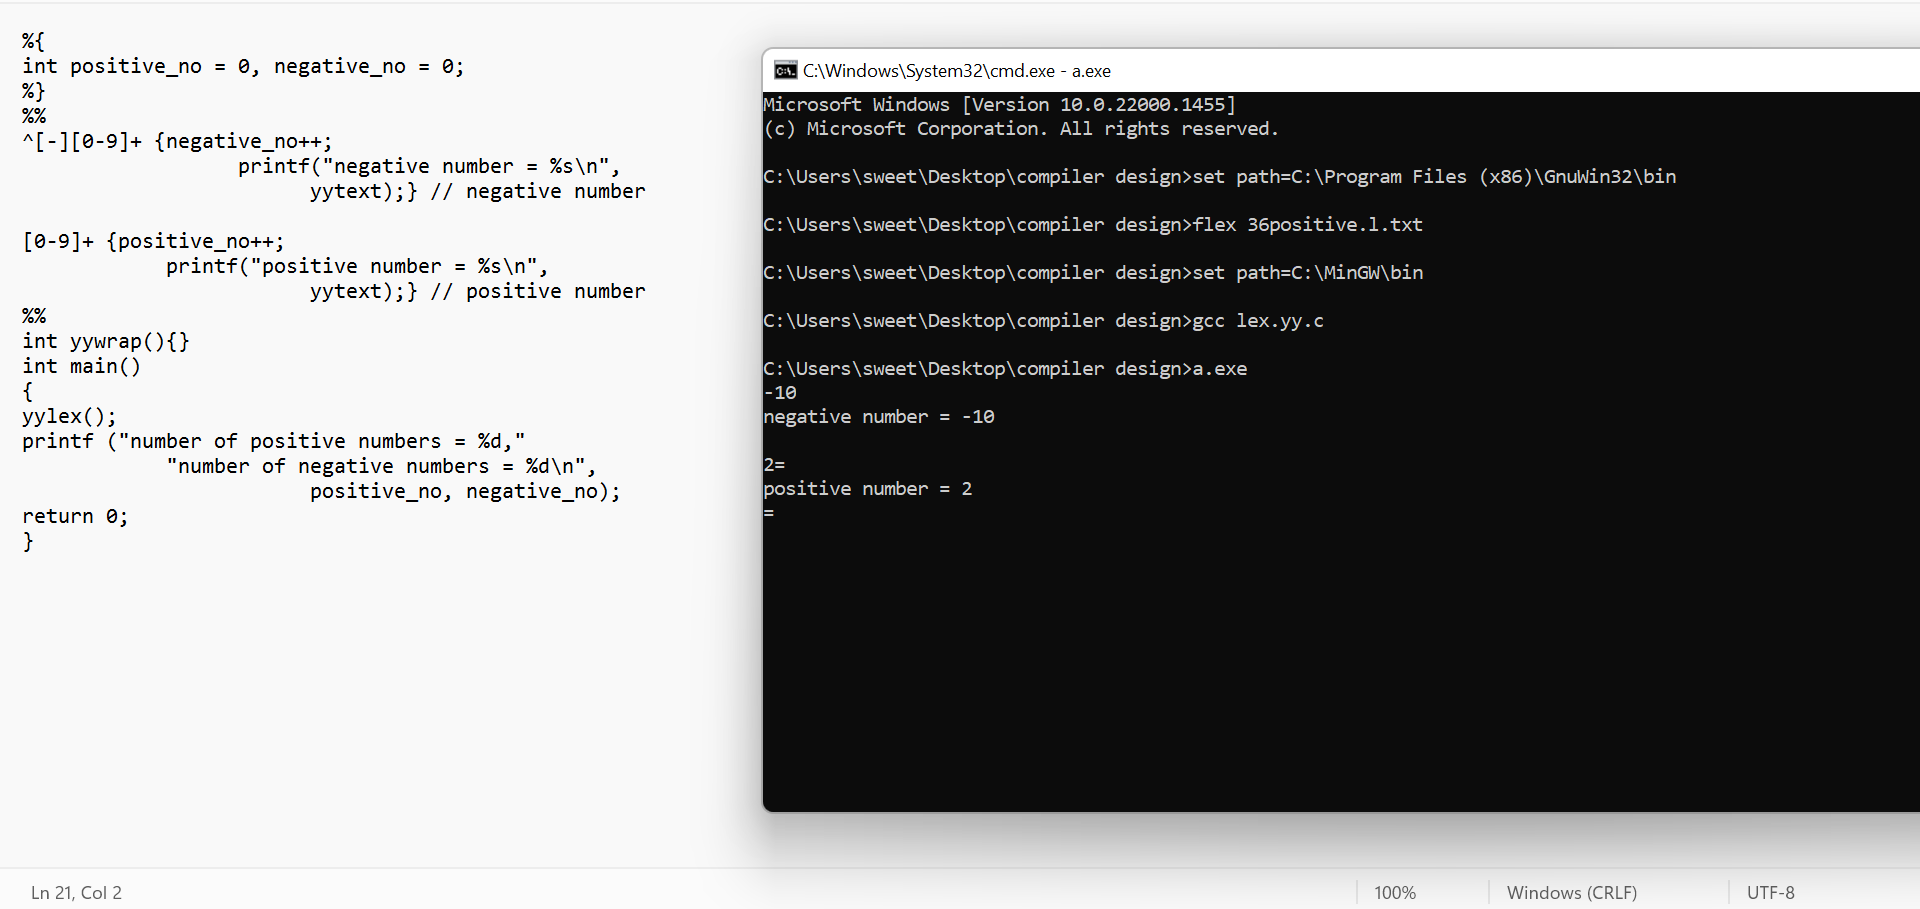 %{
int positive_no = 0, negative_no = 0;
%}
%%
^[-][0-9]+ {negative_no++;
printf("negative number = %s\n",
yytext);} // negative number
[0-9]+ {positive_no++;
printf("positive number = %s\n",
yytext);} // positive number
%%
int yywrap(){}
int main()
{
yylex();
printf ("number of positive numbers = %d,"
"number of negative numbers = %d\n",
positive_no, negative_no);
return 0;
}
C:\Windows\System32\cmd.exe - a.exe
Microsoft Windows [Version 10.0.22000.1455]
(c) Microsoft Corporation. All rights reserved.
C:\Users\sweet\Desktop\compiler design>set path=C:\Program Files (x86)\GnuWin32\bin
C:\Users\sweet\Desktop\compiler design>flex 36positive.l.txt
C:\Users\sweet\Desktop\compiler design>set path=C:\MinGW\bin
C:\Users\sweet\Desktop\compiler design>gcc lex.yy.c
C:\Users\sweet\Desktop\compiler design>a.exe
-10
negative number = -10
2=
positive number = 2
=
Ln 21, Col 2
100%
Windows (CRLF)
UTF-8